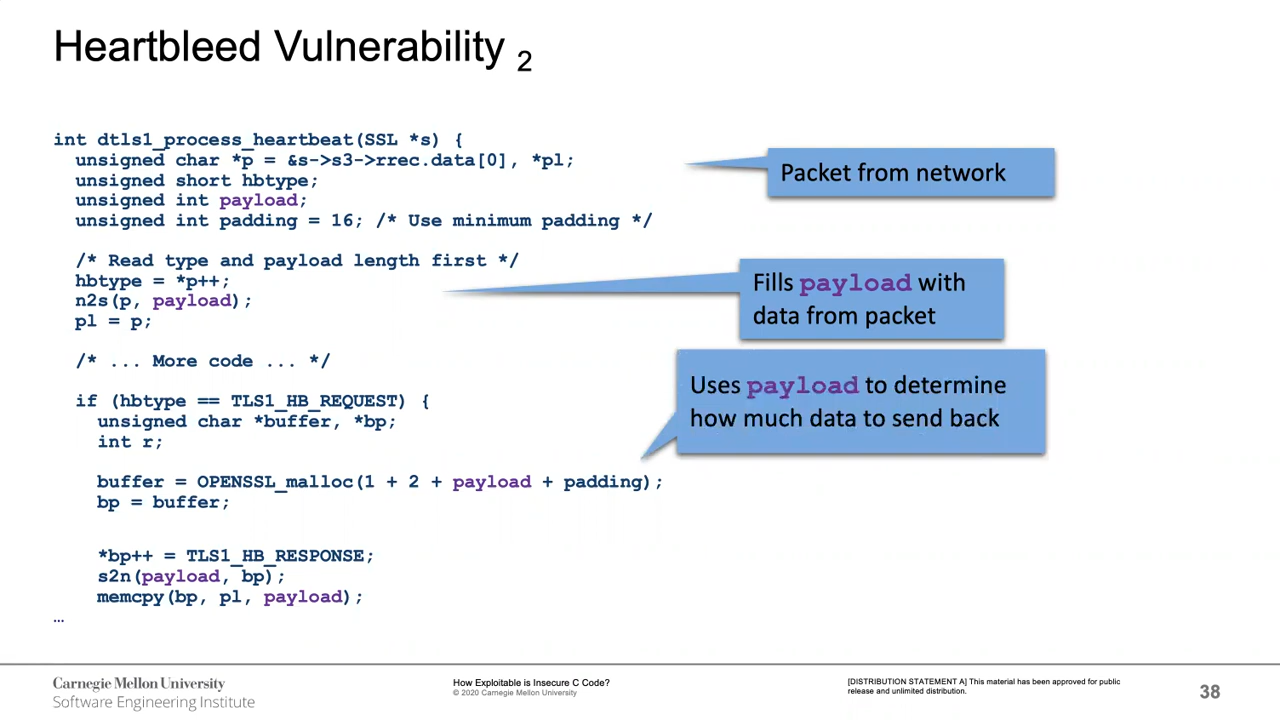 Heartbleed Vulnerability 2
int dtls1_process_heartbeat(SSL *s) {
unsigned char *p = &s->s3->rrec.data[0], *pl;
unsigned short hbtype;
unsigned int payload;
unsigned int padding = 16; /* Use minimum padding */
/* Read type and payload length first */
hbtype = *p++;
n2s(p, payload);
pl = p;
/* ... More code ... */
if (hbtype == TLS1_HB_REQUEST) {
unsigned char *buffer, *bp;
int r;
buffer = OPENSSL_malloc(1 + 2 + payload + padding);
bp = buffer;
*bp++ = TLS1_HB_RESPONSE;
s2n(payload, bp);
memcpy(bp, pl, payload);
…
Packet from network
Fills payload with
data from packet
Uses payload to determine
how much data to send back
Carnegie Mellon University
Software Engineering Institute
How Exploitable is Insecure C Code?
© 2020 Carnegie Mellon University
[DISTRIBUTION STATEMENT A] This material has been approved for public
release and unlimited distribution.
38